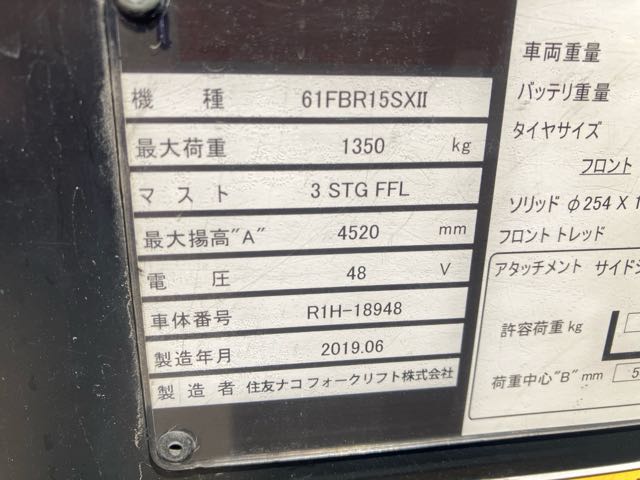 機 種 61FBR15SXII
最大荷重 1350 kg
マスト 3 STG FFL
最大揚高"A" 4520 mm
電 圧 48 V
車体番号 R1H-18948
製造年月 2019.06
製造者 住友ナコ フォークリフト株式会社
車両重量
バッテリ重量
タイヤサイズ
フロント
ソリッド φ254 X 1
フロントトレッド
アタッチメント サイドシ
許容荷重 kg
荷重中心"B" mm 5